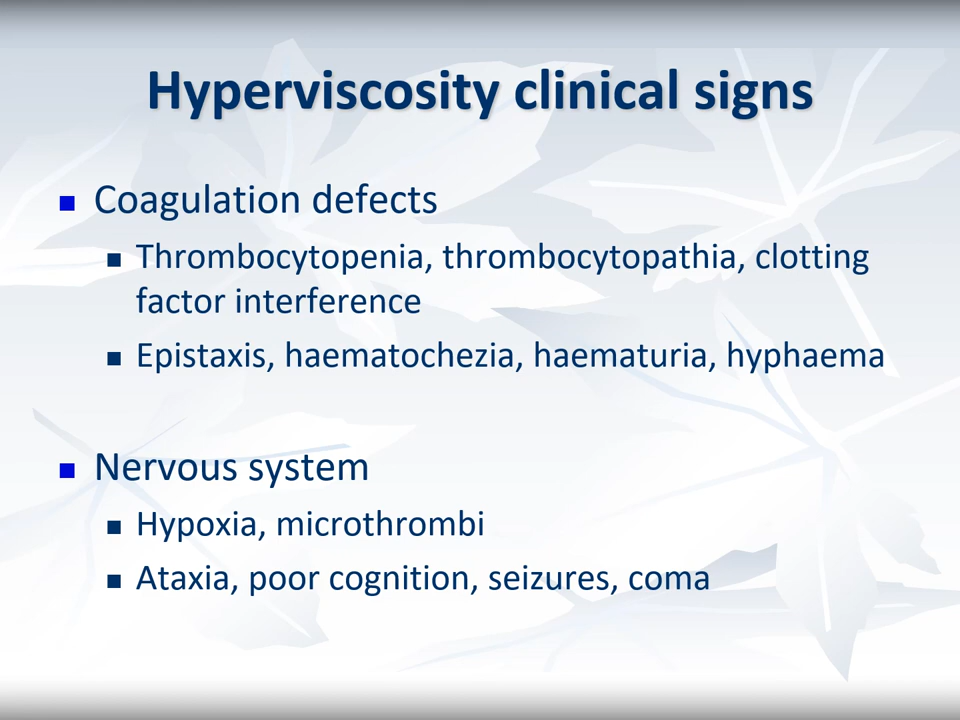 Hyperviscosity clinical signs
Coagulation defects
Thrombocytopenia, thrombocytopathia, clotting
factor interference
Epistaxis, haematochezia, haematuria, hyphaema
Nervous system
Hypoxia, microthrombi
Ataxia, poor cognition, seizures, coma